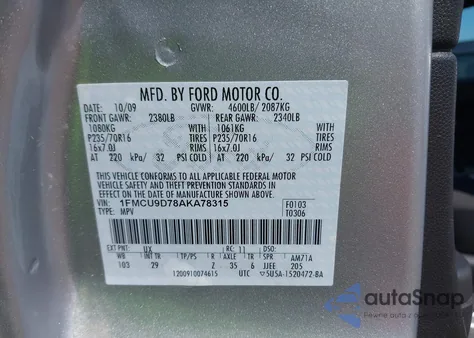 MFD. BY FORD MOTOR CO.
DATE: 10/09 GVWR: 4600LB/ 2087KG
FRONT GAWR: 2380LB REAR GAWR: 2340LB
1080KG WITH 1061KG WITH
P235/70R16 TIRES P235/70R16 TIRES
16x7.0J RIMS 16x7.0J RIMS
AT 220 kPa/ 32 PSI COLD AT 220 kPa/ 32 PSI COLD
THIS VEHICLE CONFORMS TO ALL APPLICABLE FEDERAL
MOTOR VEHICLE SAFETY AND THEFT PREVENTION STANDARDS IN
EFFECT ON THE DATE OF MANUFACTURE SHOWN ABOVE.
VIN: 1FMCU9D78AKA78315 F0103
TYPE: MPV T0306
EXT PNT: UX RC: 11 DSO:
WB INT TR TP/PS R AXLE TR S AM71A
103 29 Z 35 6 JJEE 205
1200910074615 UTC 5U5A-1520472-BA
autoSnap
Pewne auto z